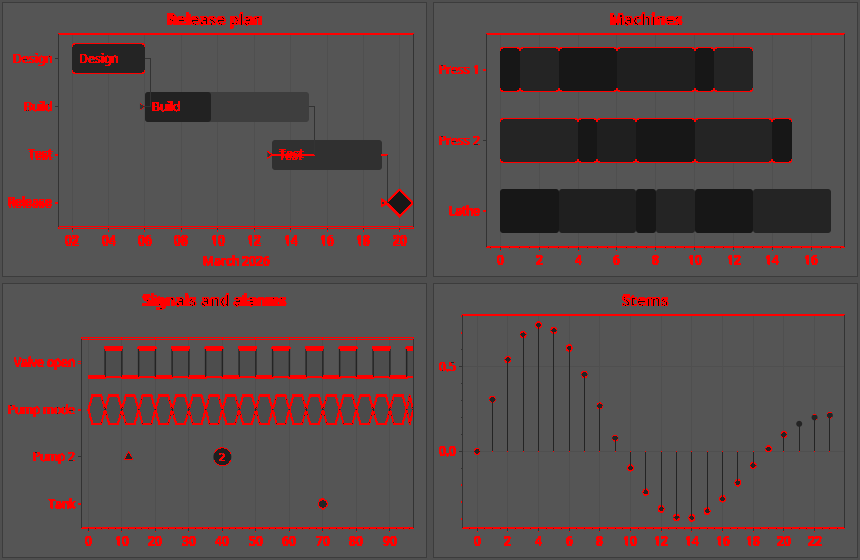 Release plan
Design
Design
Build
Build
Test
Test
Release
02 04 06 08 10 12 14 16 18 20
March 2026
Machines
Press 1
Press 2
Lathe
0 2 4 6 8 10 12 14 16
Signals and alarms
Valve open
Pump mode
Pump 2
2
Tank
0 10 20 30 40 50 60 70 80 90
Stems
0.5
0.0
0 2 4 6 8 10 12 14 16 18 20 22